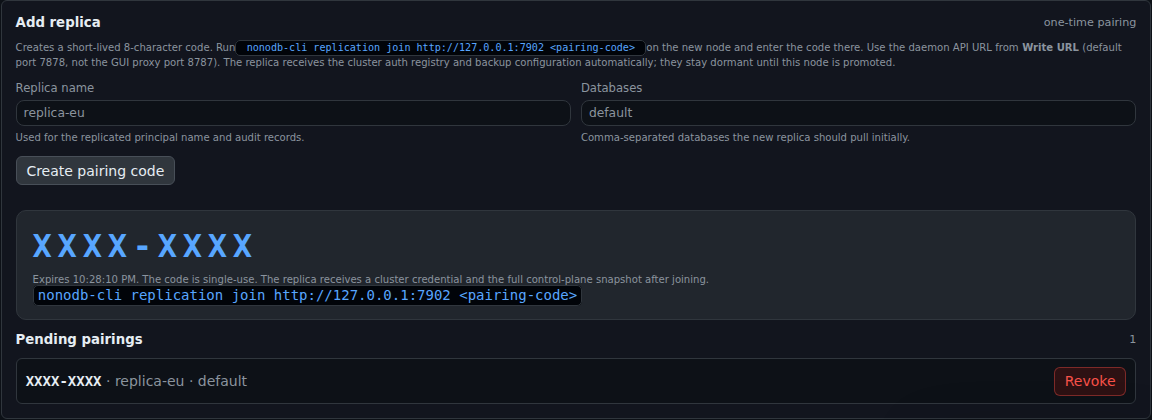 Add replica
one-time pairing
Creates a short-lived 8-character code. Run nonodb-cli replication join http://127.0.0.1:7902 <pairing-code> on the new node and enter the code there. Use the daemon API URL from Write URL (default
port 7878, not the GUI proxy port 8787). The replica receives the cluster auth registry and backup configuration automatically; they stay dormant until this node is promoted.
Replica name
Databases
replica-eu
default
Used for the replicated principal name and audit records.
Comma-separated databases the new replica should pull initially.
Create pairing code
XXXX-XXXX
Expires 10:28:10 PM. The code is single-use. The replica receives a cluster credential and the full control-plane snapshot after joining.
nonodb-cli replication join http://127.0.0.1:7902 <pairing-code>
Pending pairings
1
XXXX-XXXX · replica-eu · default
Revoke